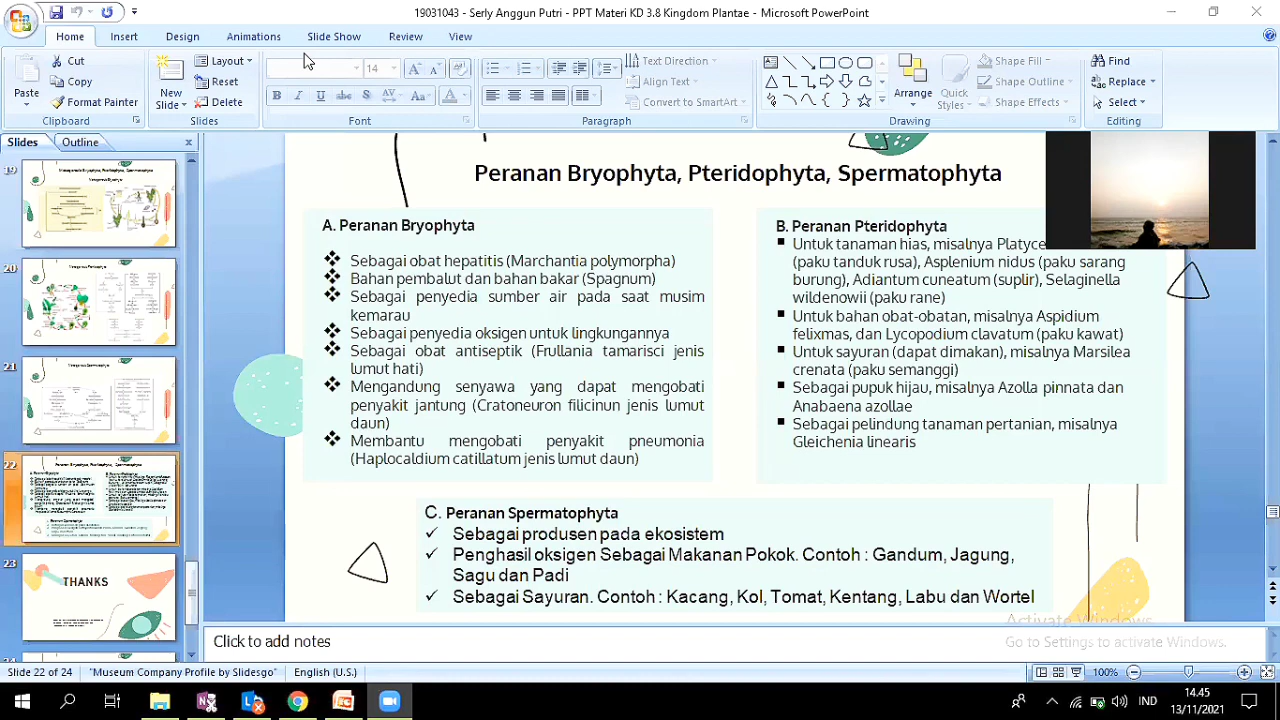 19031043 - Serly Anggun Putri - PPT Materi KD 3.8 Kingdom Plantae - Microsoft PowerPoint
Home Insert Design Animations Slide Show Review View
Paste Cut Copy Format Painter
Clipboard
New Slide Layout Reset Delete
Slides
14
B I U abc S AV Aa A
Font
Text Direction
Align Text
Convert to SmartArt
Paragraph
Arrange Quick Styles Shape Fill Shape Outline Shape Effects
Drawing
Find
Replace
Select
Editing
Slides Outline
19
20
21
22
23
THANKS
Peranan Bryophyta, Pteridophyta, Spermatophyta
A. Peranan Bryophyta
Sebagai obat hepatitis (Marchantia polymorpha)
Bahan pembalut dan bahan bakar (Spagnum)
Sebagai penyedia sumber air pada saat musim
kemarau
Sebagai penyedia oksigen untuk lingkungannya
Sebagai obat antiseptik (Frullania tamarisci jenis
lumut hati)
Mengandung senyawa yang dapat mengobati
penyakit jantung (Cratoneuron filicinun jenis lumut
daun)
Membantu mengobati penyakit pneumonia
(Haplocaldium catillatum jenis lumut daun)
B. Peranan Pteridophyta
Untuk tanaman hias, misalnya Platyce
(paku tanduk rusa), Asplenium nidus (paku sarang
burung), Adiantum cuneatum (suplir), Selaginella
wildenowii (paku rane)
Untuk bahan obat-obatan, misalnya Aspidium
felixmas, dan Lycopodium clavatum (paku kawat)
Untuk sayuran (dapat dimakan), misalnya Marsilea
crenata (paku semanggi)
Sebagai pupuk hijau, misalnya Azolla pinnata dan
Anabaena azollae
Sebagai pelindung tanaman pertanian, misalnya
Gleichenia linearis
C. Peranan Spermatophyta
Sebagai produsen pada ekosistem
Penghasil oksigen Sebagai Makanan Pokok. Contoh : Gandum, Jagung,
Sagu dan Padi
Sebagai Sayuran. Contoh : Kacang, Kol, Tomat, Kentang, Labu dan Wortel
Activate Windows
Go to Settings to activate Windows.
Click to add notes
Slide 22 of 24 "Museum Company Profile by Slidesgo" English (U.S.) 100%
IND
14.45
13/11/2021